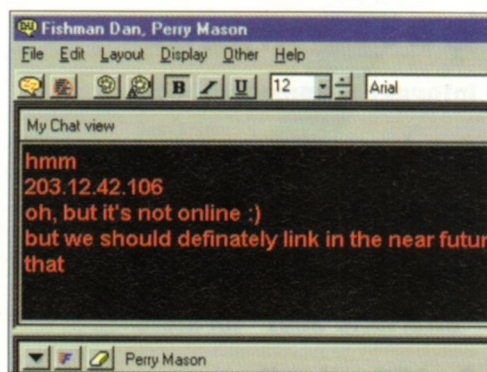 Fishman Dan, Perry Mason
File Edit Layout Display Other Help
B I U 12 Arial
My Chat view
hmm
203.12.42.106
oh, but it's not online :)
but we should definately link in the near futur
that
Perry Mason